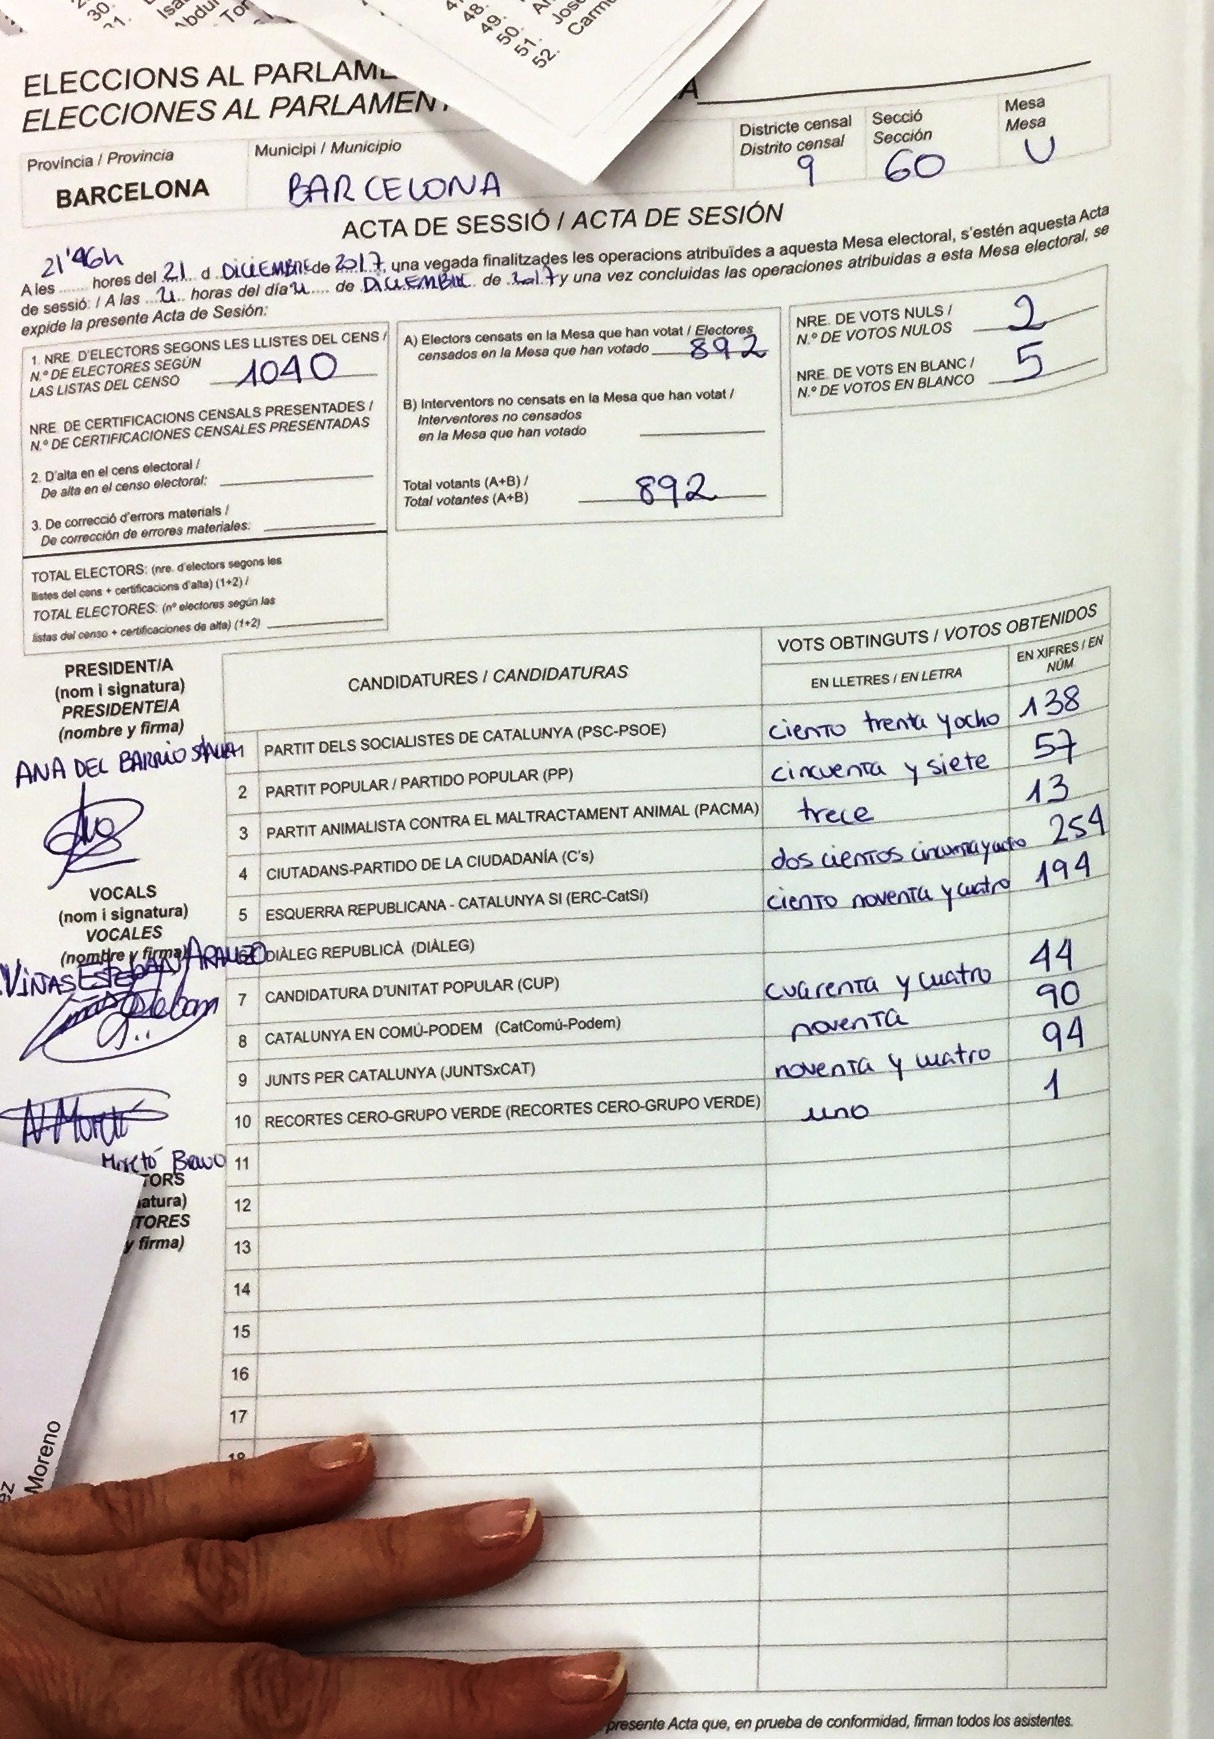 ELECCIONS AL PARLAME
ELECCIONES AL PARLAMEN
A
Província / Provincia
BARCELONA
Municipi / Municipio
BARCELONA
Districte censal
Distrito censal
9
Secció
Sección
60
Mesa
Mesa
U
ACTA DE SESSIÓ / ACTA DE SESIÓN
21'46h
A les ........ hores del 21 d Diciembre de 2017, una vegada finalitzades les operacions atribuïdes a aquesta Mesa electoral, s'estén aquesta Acta
de sessió: / A las 21 horas del día 21 de Diciembre de 2017 y una vez concluidas las operaciones atribuidas a esta Mesa electoral, se
expide la presente Acta de Sesión:
1. NRE. D'ELECTORS SEGONS LES LLISTES DEL CENS /
N.º DE ELECTORES SEGÚN
LAS LISTAS DEL CENSO 1040
NRE. DE CERTIFICACIONS CENSALS PRESENTADES /
N.º DE CERTIFICACIONES CENSALES PRESENTADAS
2. D'alta en el cens electoral /
De alta en el censo electoral:
3. De correcció d'errors materials /
De corrección de errores materiales:
TOTAL ELECTORS: (nre. d'electors segons les
llistes del cens + certificacions d'alta) (1+2) /
TOTAL ELECTORES: (nº electores según las
listas del censo + certificaciones de alta) (1+2)
A) Electors censats en la Mesa que han votat / Electores
censados en la Mesa que han votado 892
B) Interventors no censats en la Mesa que han votat /
Interventores no censados
en la Mesa que han votado
Total votants (A+B) /
Total votantes (A+B) 892
NRE. DE VOTS NULS /
N.º DE VOTOS NULOS 2
NRE. DE VOTS EN BLANC /
N.º DE VOTOS EN BLANCO 5
CANDIDATURES / CANDIDATURAS
VOTS OBTINGUTS / VOTOS OBTENIDOS
EN LLETRES / EN LETRA
EN XIFRES / EN
NÚM
1 PARTIT DELS SOCIALISTES DE CATALUNYA (PSC-PSOE) ciento treinta y ocho 138
2 PARTIT POPULAR / PARTIDO POPULAR (PP) cincuenta y siete 57
3 PARTIT ANIMALISTA CONTRA EL MALTRACTAMENT ANIMAL (PACMA) trece 13
4 CIUTADANS-PARTIDO DE LA CIUDADANÍA (C's) doscientos cincuenta y cuatro 254
5 ESQUERRA REPUBLICANA - CATALUNYA SI (ERC-CatSí) ciento noventa y cuatro 194
DIÀLEG REPUBLICÀ (DIÀLEG)
7 CANDIDATURA D'UNITAT POPULAR (CUP) cuarenta y cuatro 44
8 CATALUNYA EN COMÚ-PODEM (CatComú-Podem) noventa 90
9 JUNTS PER CATALUNYA (JUNTSxCAT) noventa y cuatro 94
10 RECORTES CERO-GRUPO VERDE (RECORTES CERO-GRUPO VERDE) uno 1
11
12
13
14
15
16
17
18
PRESIDENT/A
(nom i signatura)
PRESIDENTE/A
(nombre y firma)
ANA DEL BARRIO
VOCALS
(nom i signatura)
VOCALES
(nombre y firma)
TORS
natura)
TORES
y firma)
presente Acta que, en prueba de conformidad, firman todos los asistentes.
ez
Moreno
30.
31.
Isa
Tor
47
48.
49.
50.
51. José
52. Carm